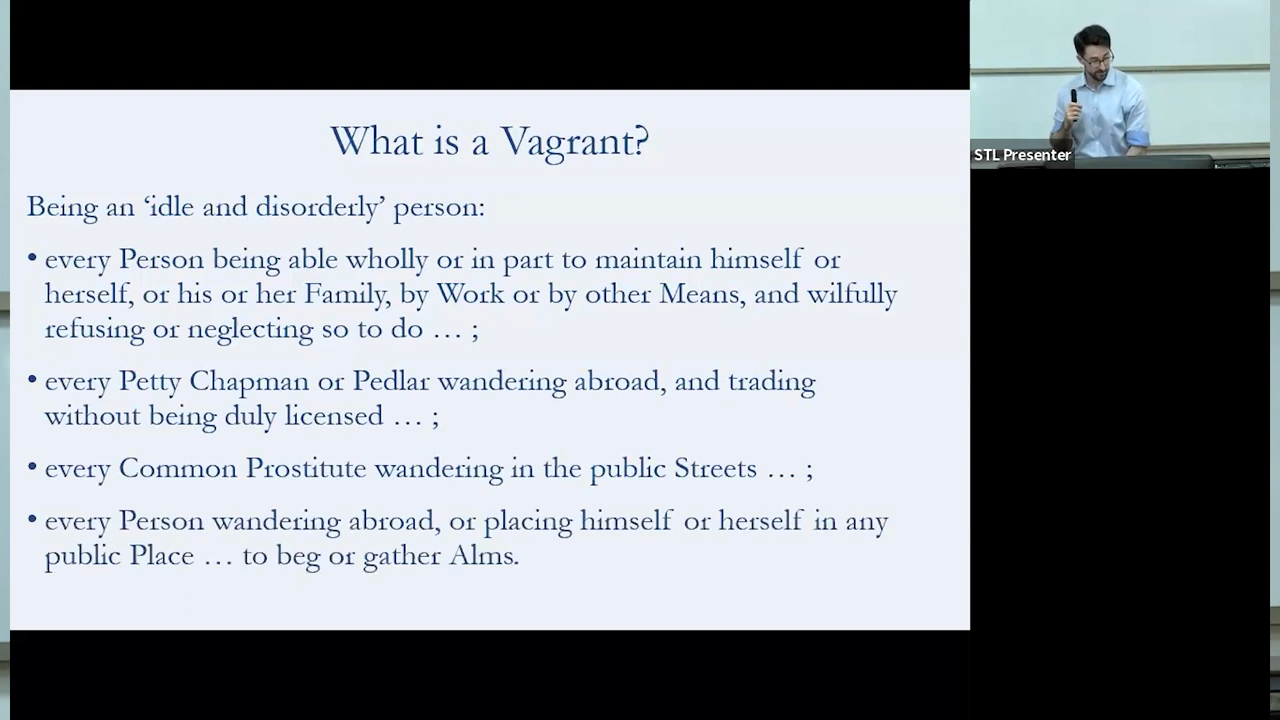 What is a Vagrant?
Being an ‘idle and disorderly’ person:
• every Person being able wholly or in part to maintain himself or
herself, or his or her Family, by Work or by other Means, and wilfully
refusing or neglecting so to do … ;
• every Petty Chapman or Pedlar wandering abroad, and trading
without being duly licensed … ;
• every Common Prostitute wandering in the public Streets … ;
• every Person wandering abroad, or placing himself or herself in any
public Place … to beg or gather Alms.
STL Presenter